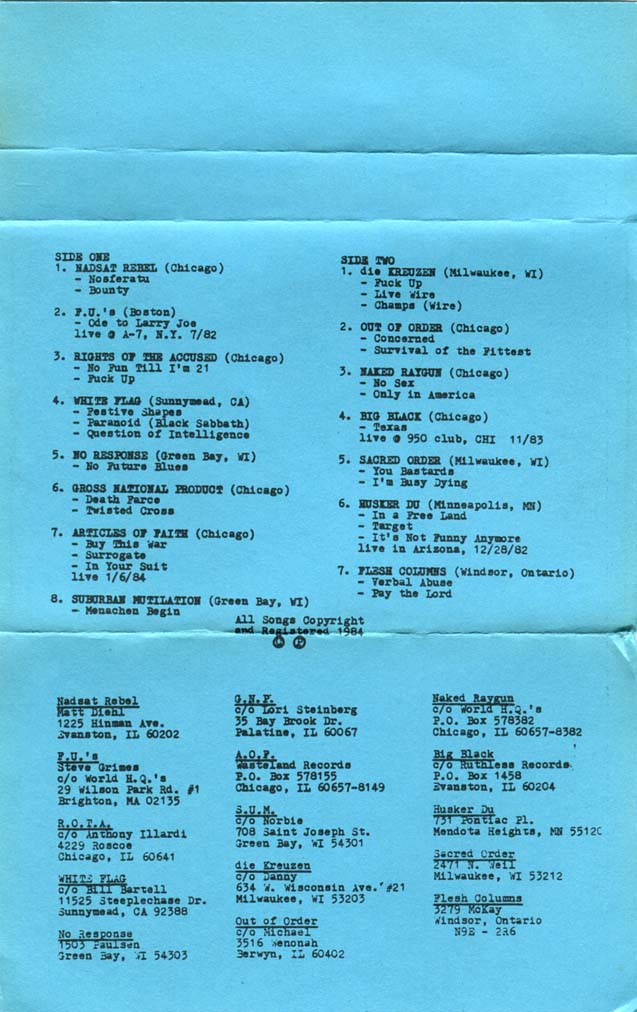 SIDE ONE
1. NADSAT REBEL (Chicago)
- Nosferatu
- Bounty
2. F.U.'s (Boston)
- Ode to Larry Joe
live @ A-7, N.Y. 7/82
3. RIGHTS OF THE ACCUSED (Chicago)
- No Fun Till I'm 21
- Fuck Up
4. WHITE FLAG (Sunnymead, CA)
- Festive Shapes
- Paranoid (Black Sabbath)
- Question of Intelligence
5. NO RESPONSE (Green Bay, WI)
- No Future Blues
6. GROSS NATIONAL PRODUCT (Chicago)
- Death Farce
- Twisted Cross
7. ARTICLES OF FAITH (Chicago)
- Buy This War
- Surrogate
- In Your Suit
live 1/6/84
8. SUBURBAN MUTILATION (Green Bay, WI)
- Menachen Begin
SIDE TWO
1. die KREUZEN (Milwaukee, WI)
- Fuck Up
- Live Wire
- Champs (Wire)
2. OUT OF ORDER (Chicago)
- Concerned
- Survival of the Fittest
3. NAKED RAYGUN (Chicago)
- No Sex
- Only in America
4. BIG BLACK (Chicago)
- Texas
live @ 950 club, CHI 11/83
5. SACRED ORDER (Milwaukee, WI)
- You Bastards
- I'm Busy Dying
6. HUSKER DU (Minneapolis, MN)
- In a Free Land
- Target
- It's Not Funny Anymore
live in Arizona, 12/28/82
7. FLESH COLUMNS (Windsor, Ontario)
- Verbal Abuse
- Pay the Lord
All Songs Copyright
and Registered 1984
© ℗
Nadsat Rebel
Matt Diehl
1225 Hinman Ave.
Evanston, IL 60202
F.U.'s
Steve Grimes
c/o World H.Q.'s
29 Wilson Park Rd. #1
Brighton, MA 02135
R.O.T.A.
c/o Anthony Illardi
4229 Roscoe
Chicago, IL 60641
WHITE FLAG
c/o Bill Bartell
11525 Steeplechase Dr.
Sunnymead, CA 92388
No Response
1503 Paulsen
Green Bay, WI 54303
G.N.P.
c/o Lori Steinberg
35 Bay Brook Dr.
Palatine, IL 60067
A.O.F.
Wasteland Records
P.O. Box 578155
Chicago, IL 60657-8149
S.U.M.
c/o Norbie
708 Saint Joseph St.
Green Bay, WI 54301
die Kreuzen
c/o Danny
634 W. Wisconsin Ave. #21
Milwaukee, WI 53203
Out of Order
c/o Michael
3516 Wenonah
Berwyn, IL 60402
Naked Raygun
c/o World H.Q.'s
P.O. Box 578382
Chicago, IL 60657-8382
Big Black
c/o Ruthless Records
P.O. Box 1458
Evanston, IL 60204
Husker Du
731 Pontiac Pl.
Mendota Heights, MN 55120
Sacred Order
2471 N. Weil
Milwaukee, WI 53212
Flesh Columns
3279 McKay
Windsor, Ontario
N9E - 2R6